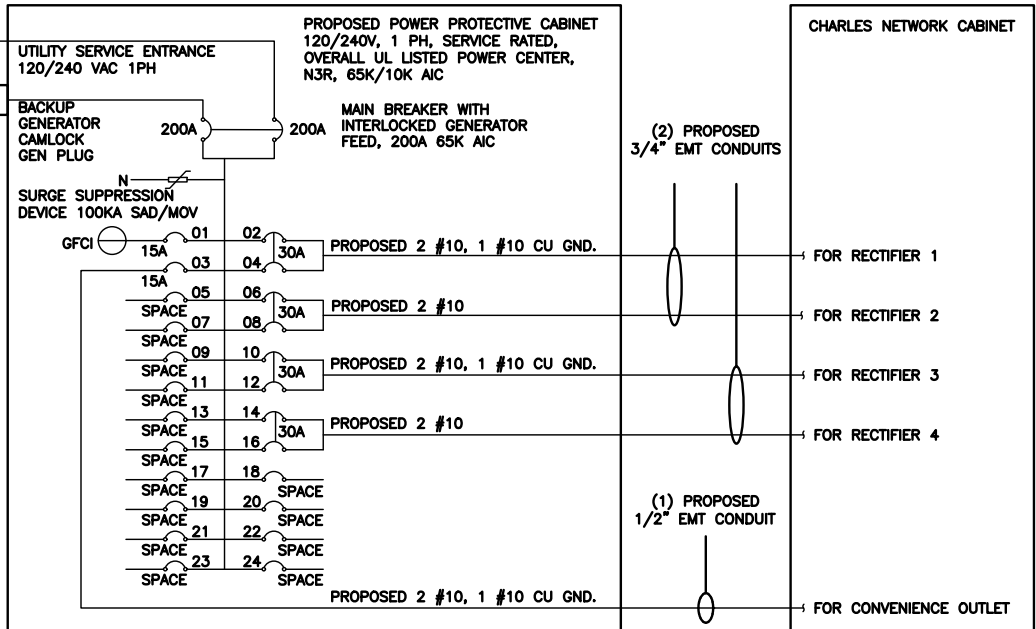 UTILITY SERVICE ENTRANCE
120/240 VAC 1PH
PROPOSED POWER PROTECTIVE CABINET
120/240V, 1 PH, SERVICE RATED,
OVERALL UL LISTED POWER CENTER,
N3R, 65K/10K AIC
CHARLES NETWORK CABINET
BACKUP
GENERATOR
CAMLOCK
GEN PLUG
200A
200A
MAIN BREAKER WITH
INTERLOCKED GENERATOR
FEED, 200A 65K AIC
(2) PROPOSED
3/4" EMT CONDUITS
N
SURGE SUPPRESSION
DEVICE 100KA SAD/MOV
GFCI
15A
01
02
30A
PROPOSED 2 #10, 1 #10 CU GND.
FOR RECTIFIER 1
15A
03
04
SPACE
05
06
30A
PROPOSED 2 #10
FOR RECTIFIER 2
SPACE
07
08
SPACE
09
10
30A
PROPOSED 2 #10, 1 #10 CU GND.
FOR RECTIFIER 3
SPACE
11
12
SPACE
13
14
30A
PROPOSED 2 #10
FOR RECTIFIER 4
SPACE
15
16
SPACE
17
18
SPACE
SPACE
19
20
SPACE
SPACE
21
22
SPACE
SPACE
23
24
SPACE
(1) PROPOSED
1/2" EMT CONDUIT
PROPOSED 2 #10, 1 #10 CU GND.
FOR CONVENIENCE OUTLET